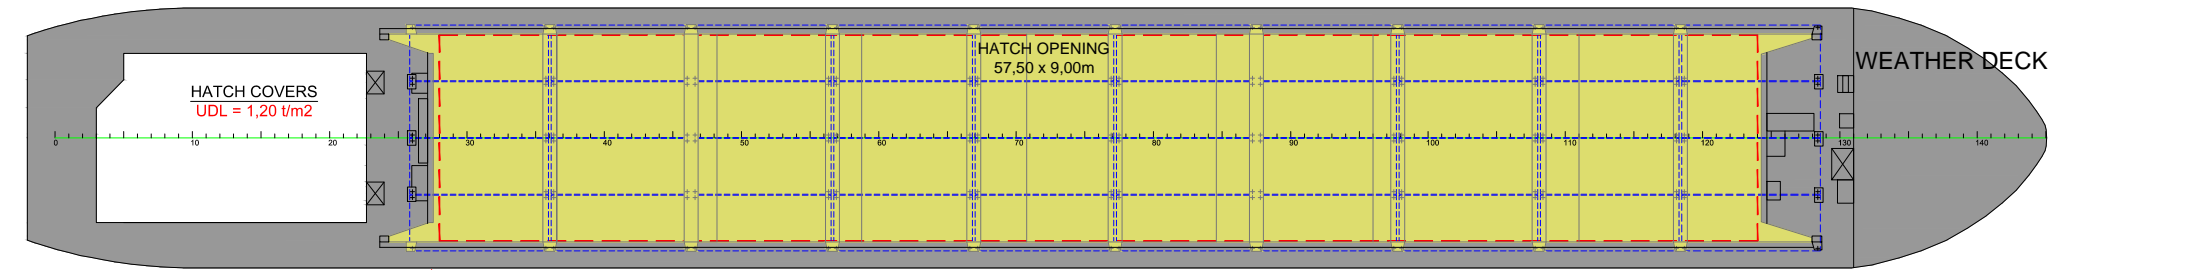 HATCH OPENING
57,50 x 9,00m
WEATHER DECK
HATCH COVERS
UDL = 1,20 t/m2
0 10 20 30 40 50 60 70 80 90 100 110 120 130 140